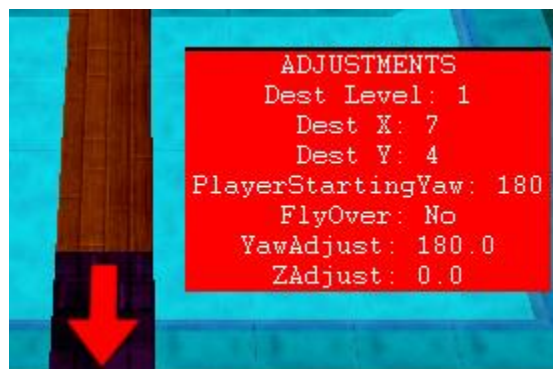 ADJUSTMENTS
Dest Level: 1
Dest X: 7
Dest Y: 4
PlayerStartingYaw: 180
FlyOver: No
YawAdjust: 180.0
ZAdjust: 0.0